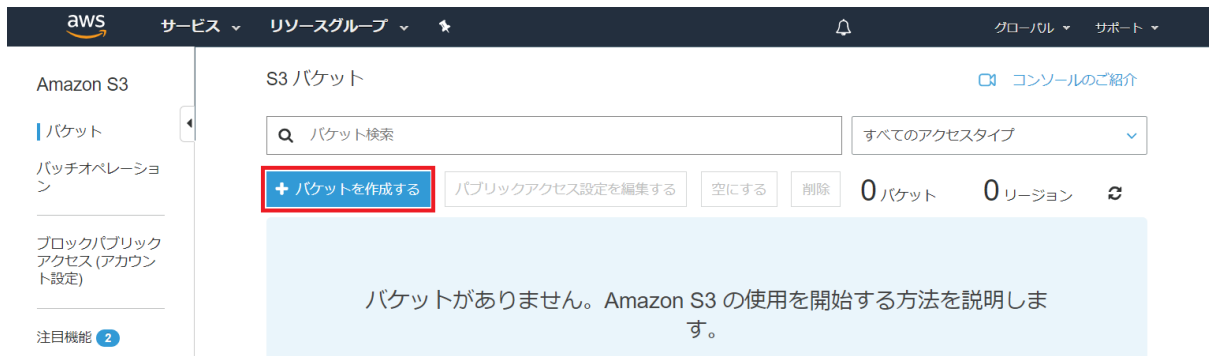 aws サービス リソースグループ グローバル サポート
Amazon S3
バケット
バッチオペレーショ
ン
ブロックパブリック
アクセス (アカウン
ト設定)
注目機能 2
S3 バケット コンソールのご紹介
バケット検索 すべてのアクセスタイプ
+ バケットを作成する パブリックアクセス設定を編集する 空にする 削除 0 バケット 0 リージョン
バケットがありません。Amazon S3 の使用を開始する方法を説明しま
す。